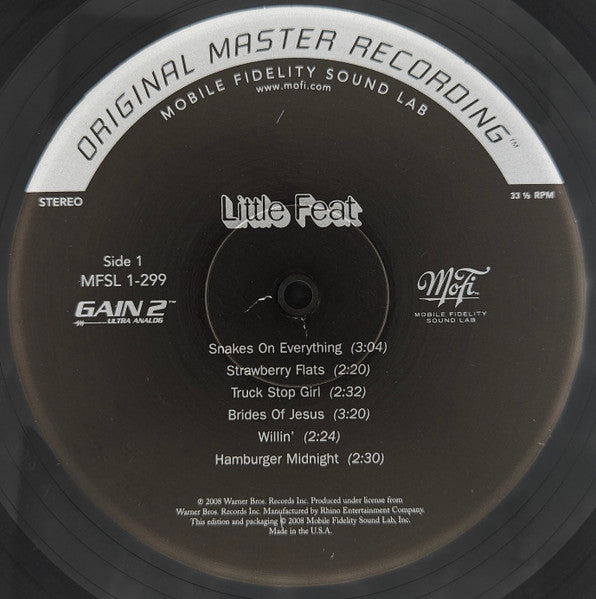 ORIGINAL MASTER RECORDING™
MOBILE FIDELITY SOUND LAB
www.mofi.com
STEREO
33 ⅓ RPM
Little Feat
Side 1
MFSL 1-299
GAIN 2™
ULTRA ANALOG
MoFi™
MOBILE FIDELITY
SOUND LAB
Snakes On Everything (3:04)
Strawberry Flats (2:20)
Truck Stop Girl (2:32)
Brides Of Jesus (3:20)
Willin' (2:24)
Hamburger Midnight (2:30)
℗ 2008 Warner Bros. Records Inc. Produced under license from
Warner Bros. Records Inc. Manufactured by Rhino Entertainment Company.
This edition and packaging ℗ 2008 Mobile Fidelity Sound Lab, Inc.
Made in the U.S.A.